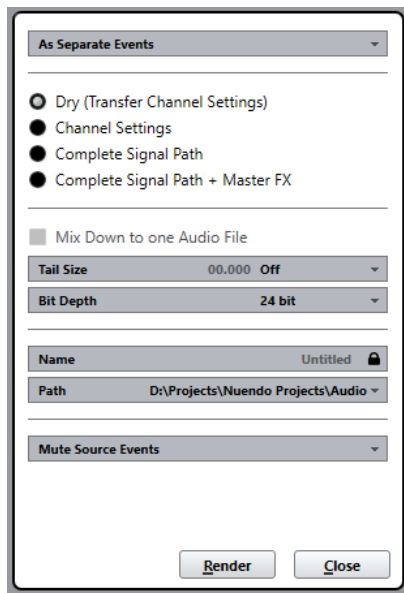 As Separate Events
Dry (Transfer Channel Settings)
Channel Settings
Complete Signal Path
Complete Signal Path + Master FX
Mix Down to one Audio File
Tail Size 00.000 Off
Bit Depth 24 bit
Name Untitled
Path D:\Projects\Nuendo Projects\Audio
Mute Source Events
Render Close